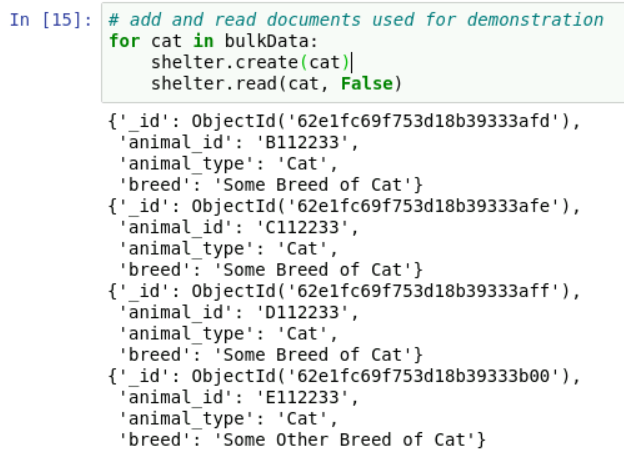 In [15]: # add and read documents used for demonstration
for cat in bulkData:
    shelter.create(cat)
    shelter.read(cat, False)
{'_id': ObjectId('62e1fc69f753d18b39333afd'),
 'animal_id': 'B112233',
 'animal_type': 'Cat',
 'breed': 'Some Breed of Cat'}
{'_id': ObjectId('62e1fc69f753d18b39333afe'),
 'animal_id': 'C112233',
 'animal_type': 'Cat',
 'breed': 'Some Breed of Cat'}
{'_id': ObjectId('62e1fc69f753d18b39333aff'),
 'animal_id': 'D112233',
 'animal_type': 'Cat',
 'breed': 'Some Breed of Cat'}
{'_id': ObjectId('62e1fc69f753d18b39333b00'),
 'animal_id': 'E112233',
 'animal_type': 'Cat',
 'breed': 'Some Other Breed of Cat'}